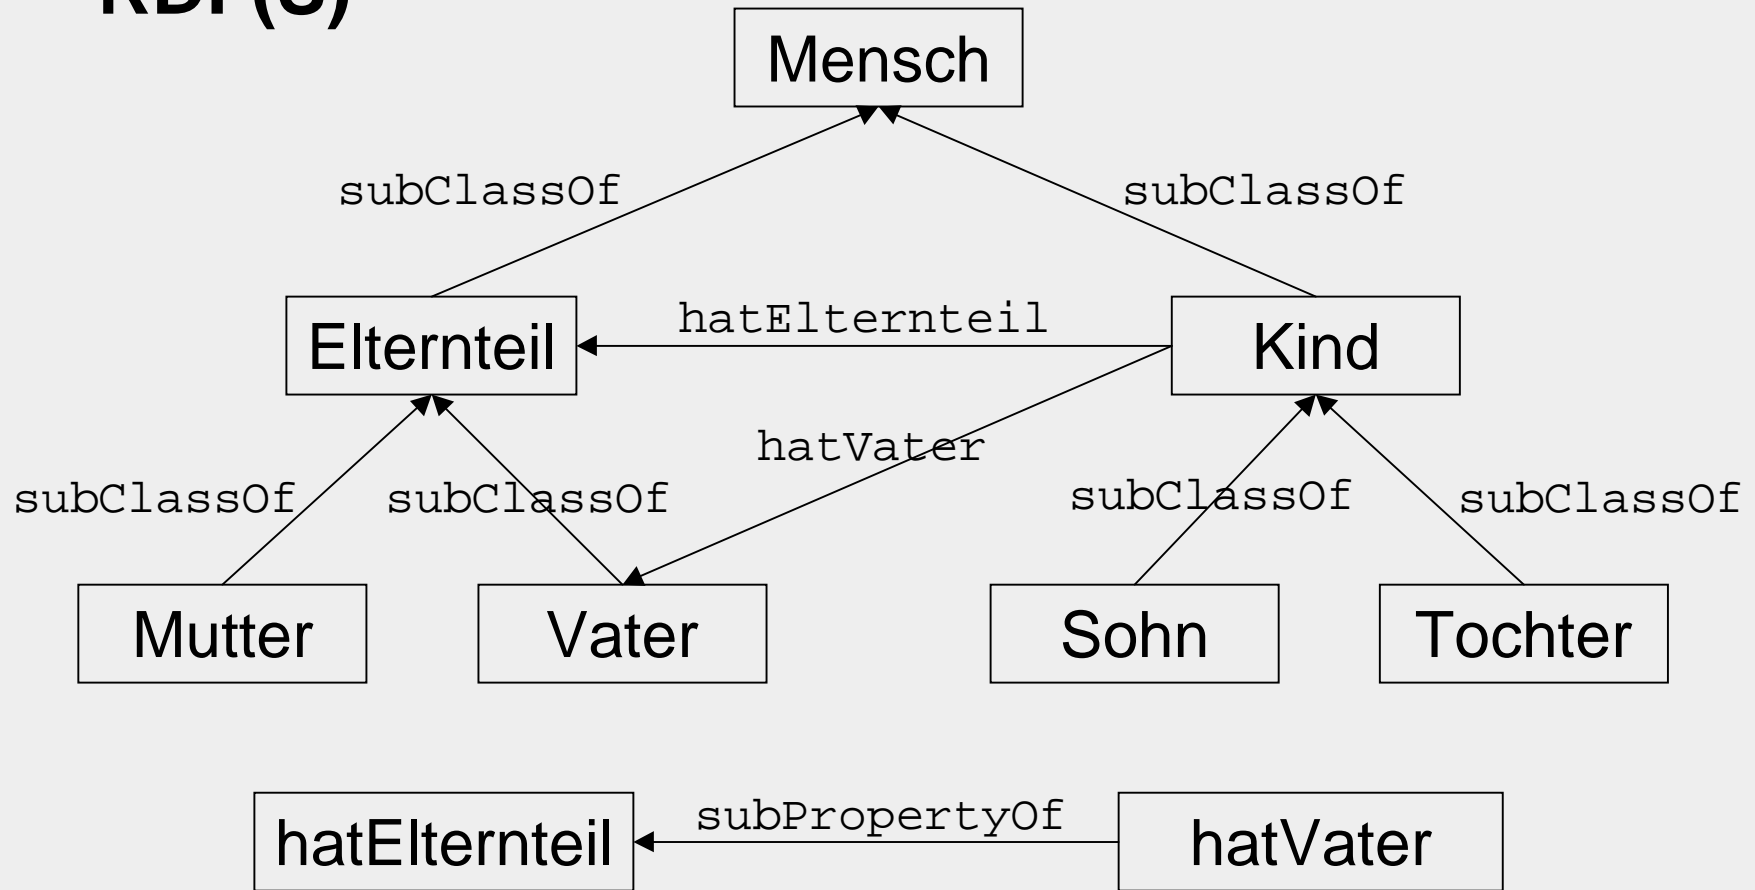 RDF(S)
Mensch
subClassOf
subClassOf
hatElternteil
Elternteil
Kind
hatVater
subClassOf
subClassOf
subClassOf
subClassOf
Mutter
Vater
Sohn
Tochter
subPropertyOf
hatElternteil
hatVater